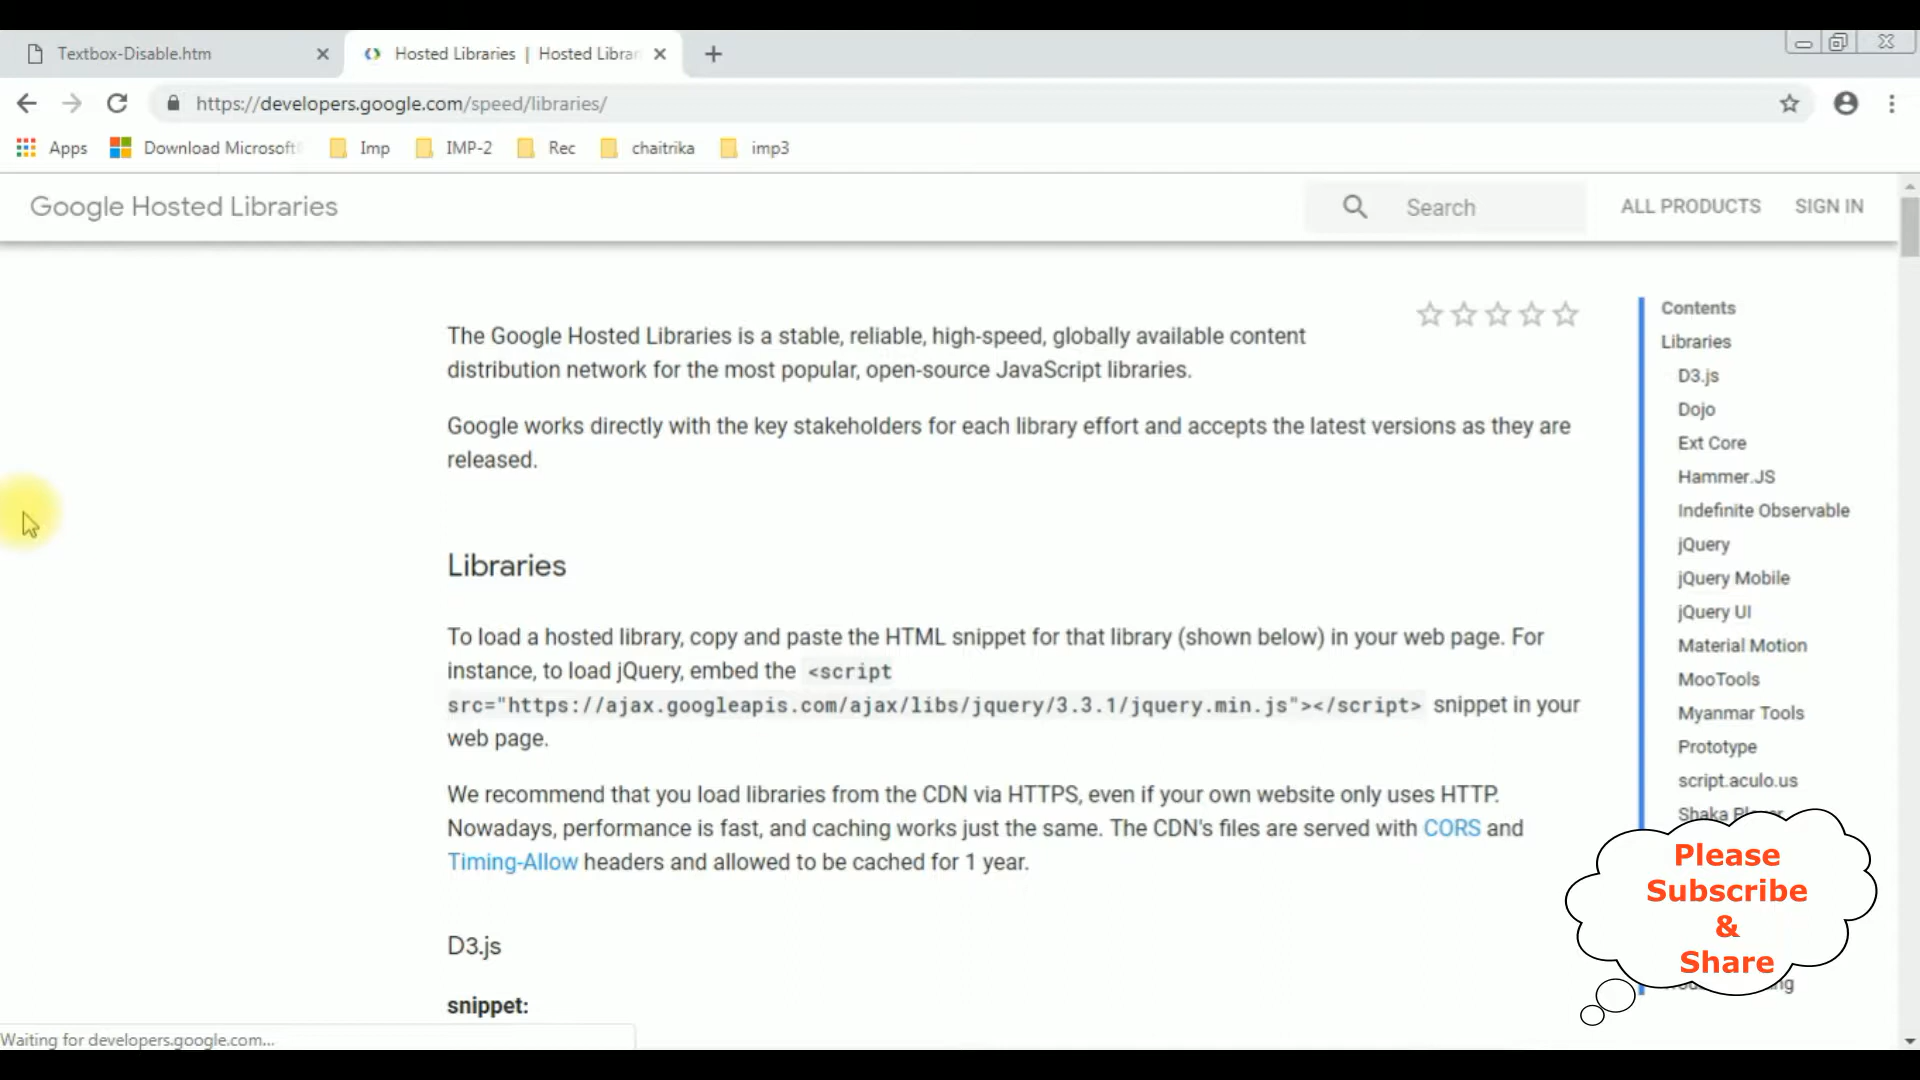 Textbox-Disable.htm
Hosted Libraries | Hosted Librar
https://developers.google.com/speed/libraries/
Apps
Download Microsoft
Imp
IMP-2
Rec
chaitrika
imp3
Google Hosted Libraries
Search
ALL PRODUCTS
SIGN IN
The Google Hosted Libraries is a stable, reliable, high-speed, globally available content
distribution network for the most popular, open-source JavaScript libraries.
Google works directly with the key stakeholders for each library effort and accepts the latest versions as they are
released.
Libraries
To load a hosted library, copy and paste the HTML snippet for that library (shown below) in your web page. For
instance, to load jQuery, embed the <script
src="https://ajax.googleapis.com/ajax/libs/jquery/3.3.1/jquery.min.js"></script> snippet in your
web page.
We recommend that you load libraries from the CDN via HTTPS, even if your own website only uses HTTP.
Nowadays, performance is fast, and caching works just the same. The CDN's files are served with CORS and
Timing-Allow headers and allowed to be cached for 1 year.
D3.js
snippet:
Contents
Libraries
D3.js
Dojo
Ext Core
Hammer.JS
Indefinite Observable
jQuery
jQuery Mobile
jQuery UI
Material Motion
MooTools
Myanmar Tools
Prototype
script.aculo.us
Shaka Player
Please
Subscribe
&
Share
Waiting for developers.google.com...